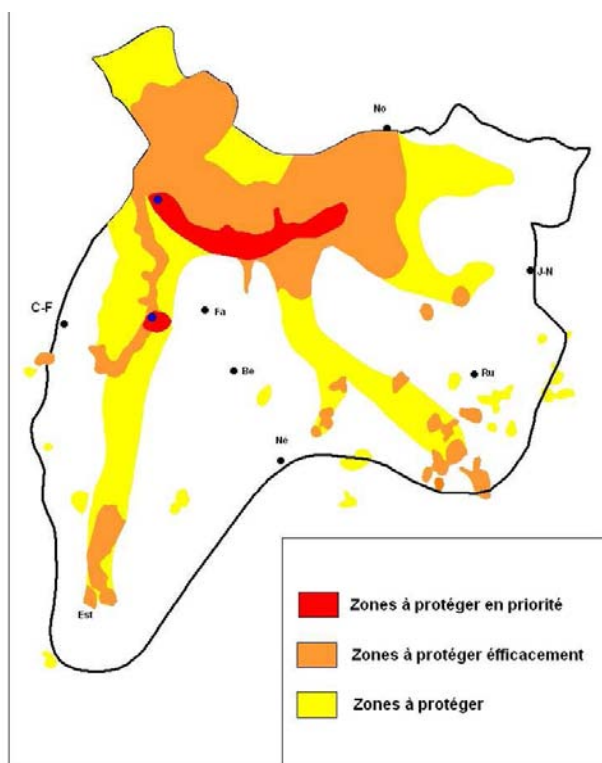 No
J-N
C-F
Fa
Be
Ru
Ne
Est
Zones à protéger en priorité
Zones à protéger éfficacement
Zones à protéger